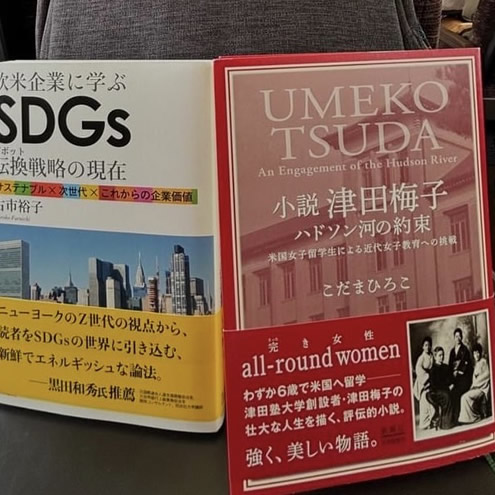 欧米企業に学ぶ
SDGs
ピボット
転換戦略の現在
サステナブル×次世代×これからの企業価値
古市裕子
ニューヨークのZ世代の視点から、
読者をSDGsの世界に引き込む、
新鮮でエネルギッシュな論法。
──黒田和秀氏推薦
UMEKO
TSUDA
An Engagement of the Hudson River
小説 津田梅子
ハドソン河の約束
米国女子留学生による近代女子教育への挑戦
こだまひろこ
完き女性
all-round women
わずか6歳で米国へ留学──
津田塾大学創設者・津田梅子の
壮大な人生を描く、評伝的小説。
強く、美しい物語。